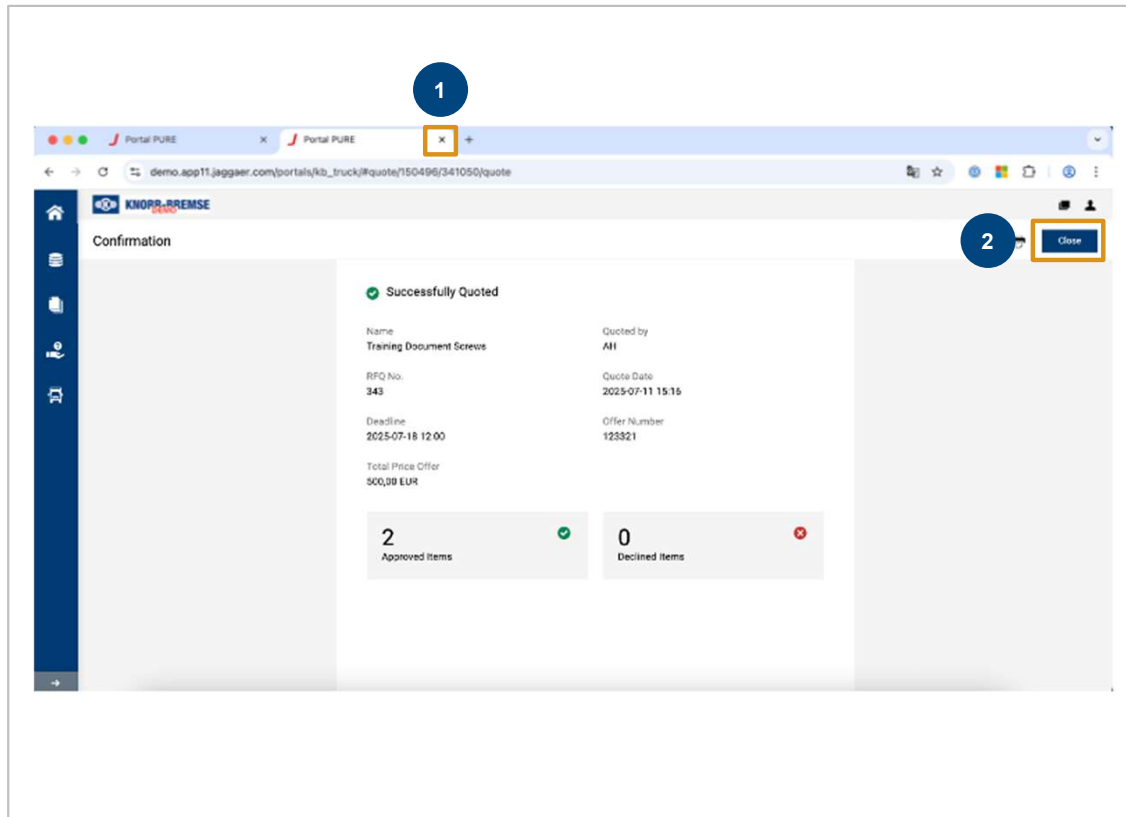 1
Portal PURE
Portal PURE
demo.app11.jaggaer.com/portals/kb_truck/#quote/150496/341050/quote
KNORR-BREMSE
DEMO
Confirmation
2
Close
Successfully Quoted
Name
Training Document Screws
Quoted by
AH
RFQ No.
343
Quote Date
2025-07-11 15:16
Deadline
2025-07-18 12:00
Offer Number
123321
Total Price Offer
500,00 EUR
2
Approved Items
0
Declined Items